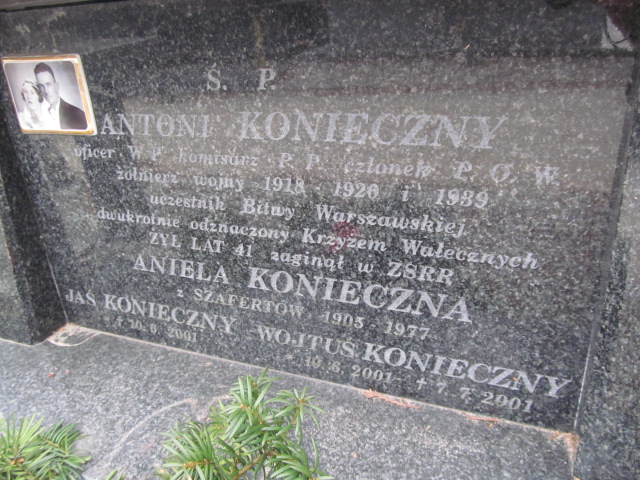 Ś. P.
ANTONI KONIECZNY
oficer W.P. komisarz P.P. członek P.O.W.
żołnierz wojny 1918 - 1920 i 1939
uczestnik Bitwy Warszawskiej
dwukrotnie odznaczony Krzyżem Walecznych
ŻYŁ LAT 41 zaginął w ZSRR
ANIELA KONIECZNA
z SZAFERTÓW 1905 - 1977
JAŚ KONIECZNY WOJTUŚ KONIECZNY
* † 10.6.2001 * 10.6.2001 † 7.7.2001